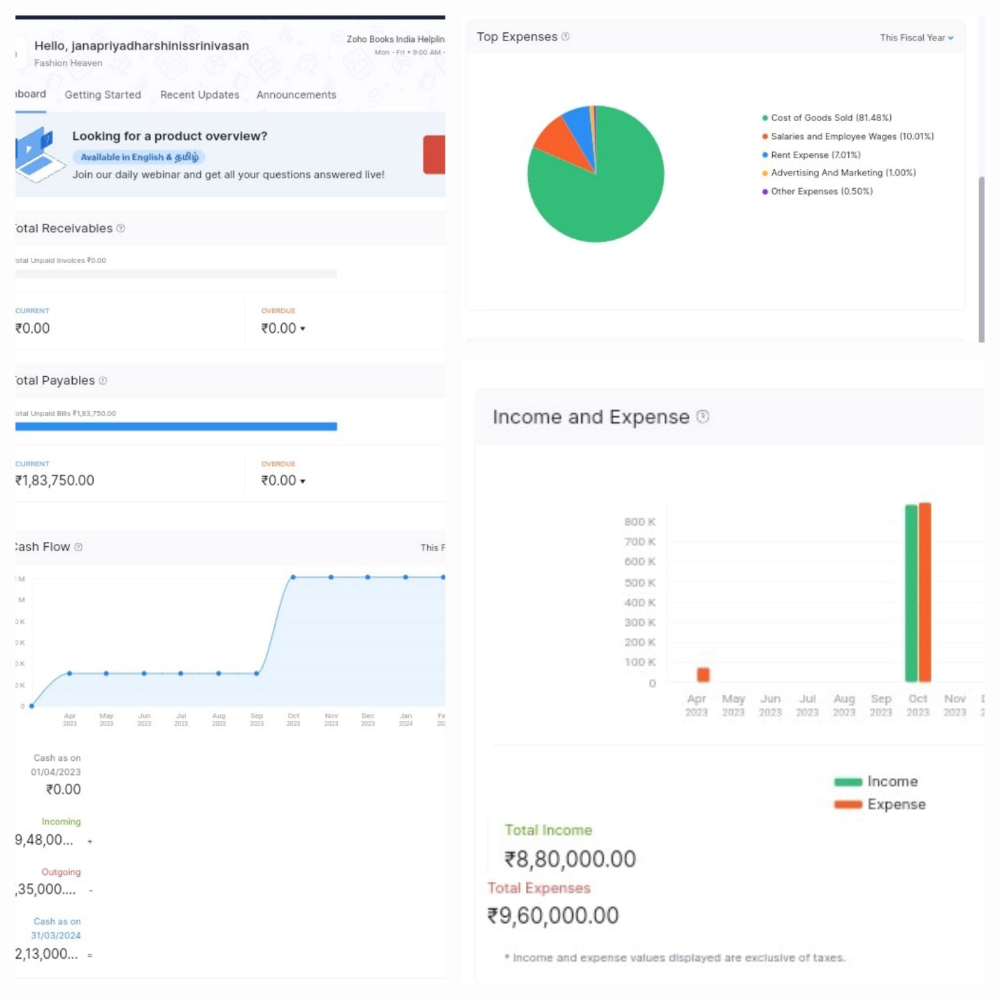 Hello, janapriyadharshinissrinivasan
Fashion Heaven
Zoho Books India Helplin
Mon - Fri • 9:00 AM -
board
Getting Started
Recent Updates
Announcements
Looking for a product overview?
Available in English & தமிழ்
Join our daily webinar and get all your questions answered live!
otal Receivables
otal Unpaid Invoices ₹0.00
CURRENT
₹0.00
OVERDUE
₹0.00
otal Payables
otal Unpaid Bills ₹1,83,750.00
CURRENT
₹1,83,750.00
OVERDUE
₹0.00
Cash Flow
This F
M
M
K
K
K
K
0
Apr 2023
May 2023
Jun 2023
Jul 2023
Aug 2023
Sep 2023
Oct 2023
Nov 2023
Dec 2023
Jan 2024
Fe 20
Cash as on
01/04/2023
₹0.00
Incoming
9,48,00... +
Outgoing
,35,000.... -
Cash as on
31/03/2024
2,13,000... =
Top Expenses
This Fiscal Year
Cost of Goods Sold (81.48%)
Salaries and Employee Wages (10.01%)
Rent Expense (7.01%)
Advertising And Marketing (1.00%)
Other Expenses (0.50%)
Income and Expense
800 K
700 K
600 K
500 K
400 K
300 K
200 K
100 K
0
Apr 2023
May 2023
Jun 2023
Jul 2023
Aug 2023
Sep 2023
Oct 2023
Nov 2023
Income
Expense
Total Income
₹8,80,000.00
Total Expenses
₹9,60,000.00
* Income and expense values displayed are exclusive of taxes.